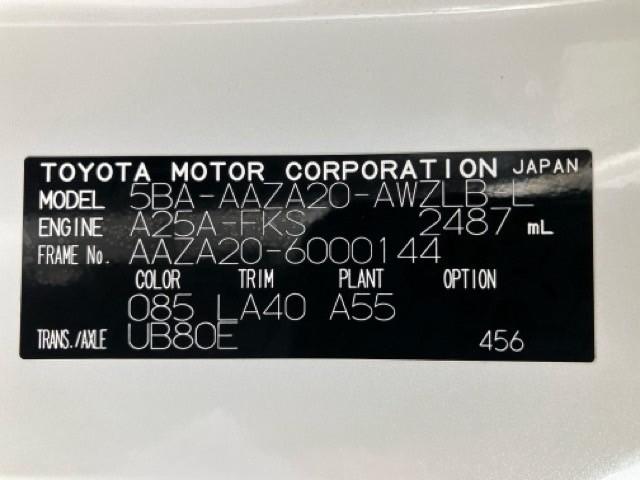 TOYOTA MOTOR CORPORATION JAPAN
MODEL 5BA-AAZA20-AWZLB-L
ENGINE A25A-FKS 2487 mL
FRAME No. AAZA20-6000144
COLOR TRIM PLANT OPTION
085 LA40 A55
TRANS./AXLE UB80E 456